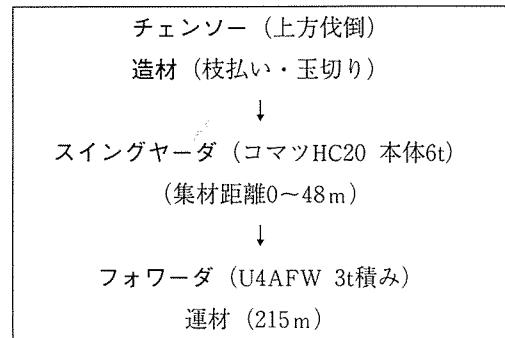 チェンソー（上方伐倒）
造材（枝払い・玉切り）
↓
スイングヤーダ（コマツHC20 本体6t）
（集材距離0～48m）
↓
フォワーダ（U4AFW 3t積み）
運材（215m）